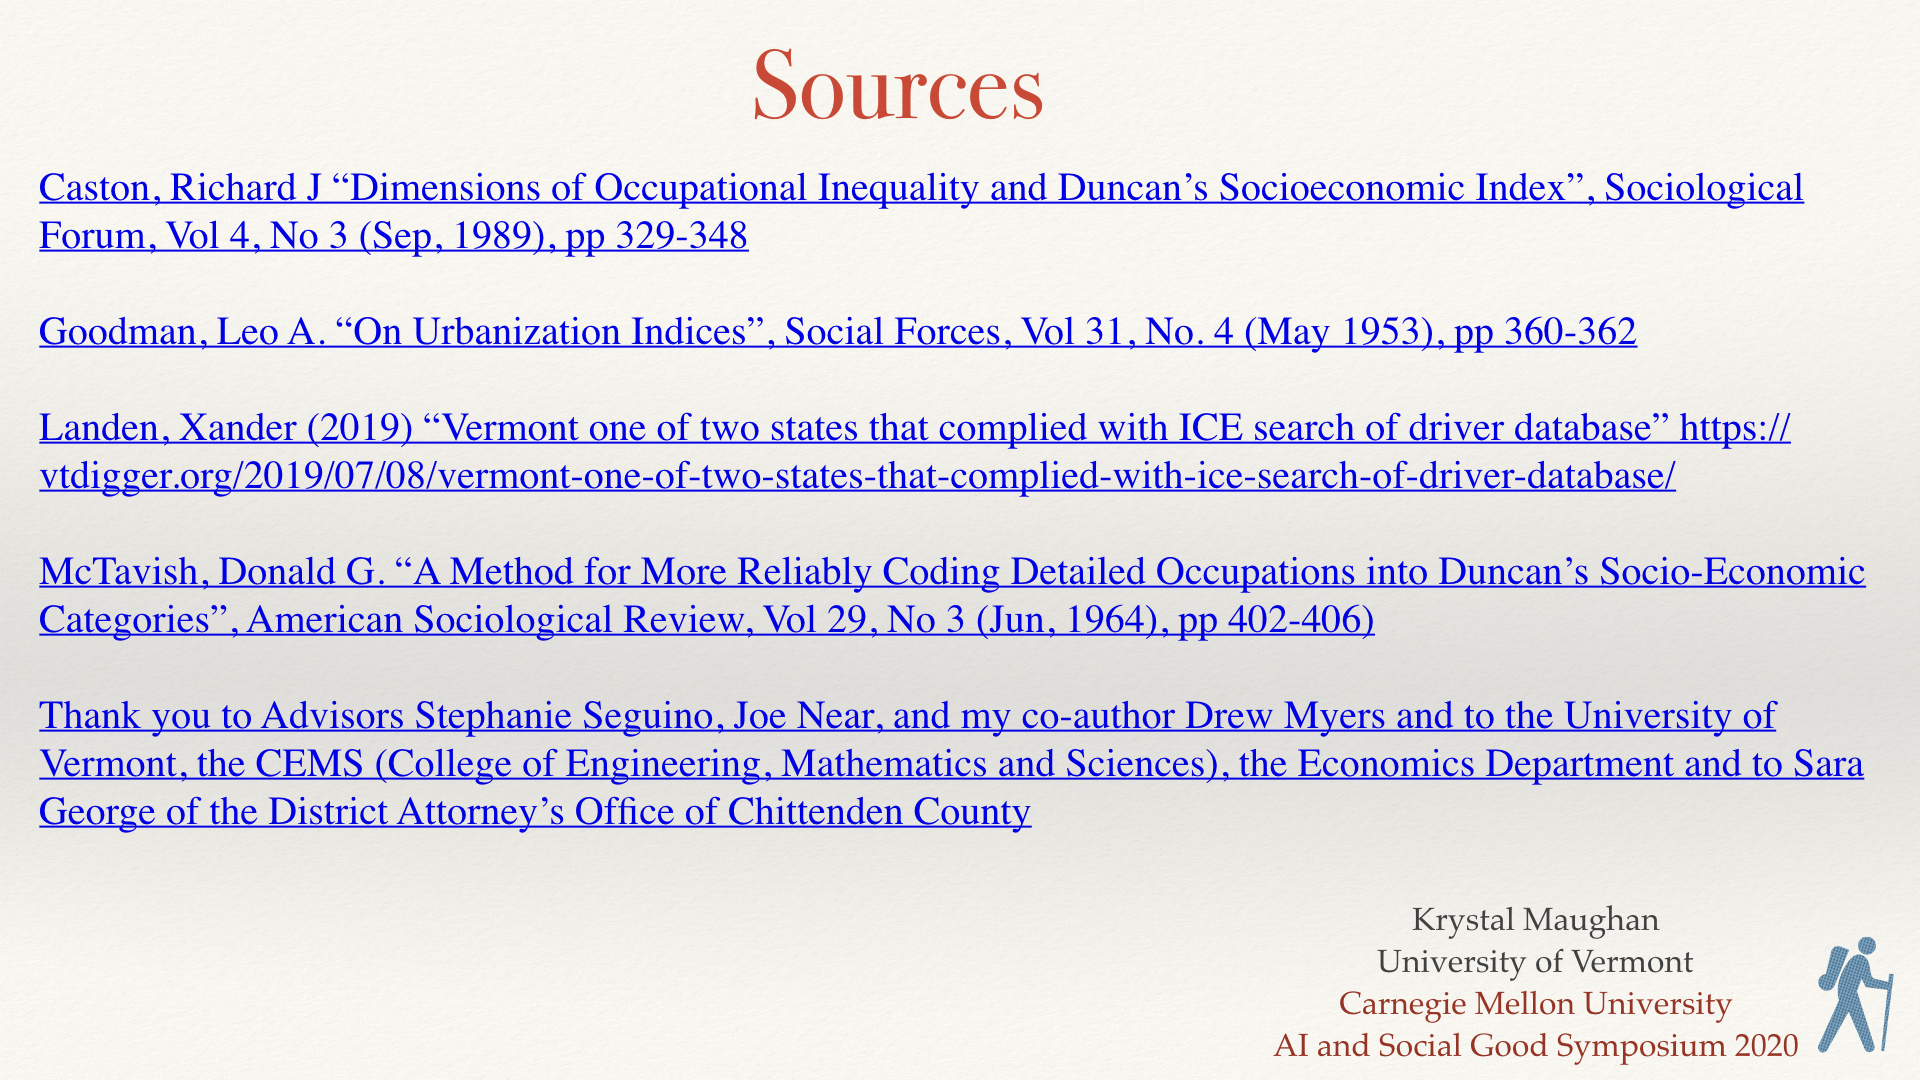 Sources
Caston, Richard J “Dimensions of Occupational Inequality and Duncan’s Socioeconomic Index”, Sociological
Forum, Vol 4, No 3 (Sep, 1989), pp 329-348
Goodman, Leo A. “On Urbanization Indices”, Social Forces, Vol 31, No. 4 (May 1953), pp 360-362
Landen, Xander (2019) “Vermont one of two states that complied with ICE search of driver database” https://
vtdigger.org/2019/07/08/vermont-one-of-two-states-that-complied-with-ice-search-of-driver-database/
McTavish, Donald G. “A Method for More Reliably Coding Detailed Occupations into Duncan’s Socio-Economic
Categories”, American Sociological Review, Vol 29, No 3 (Jun, 1964), pp 402-406)
Thank you to Advisors Stephanie Seguino, Joe Near, and my co-author Drew Myers and to the University of
Vermont, the CEMS (College of Engineering, Mathematics and Sciences), the Economics Department and to Sara
George of the District Attorney’s Office of Chittenden County
Krystal Maughan
University of Vermont
Carnegie Mellon University
AI and Social Good Symposium 2020